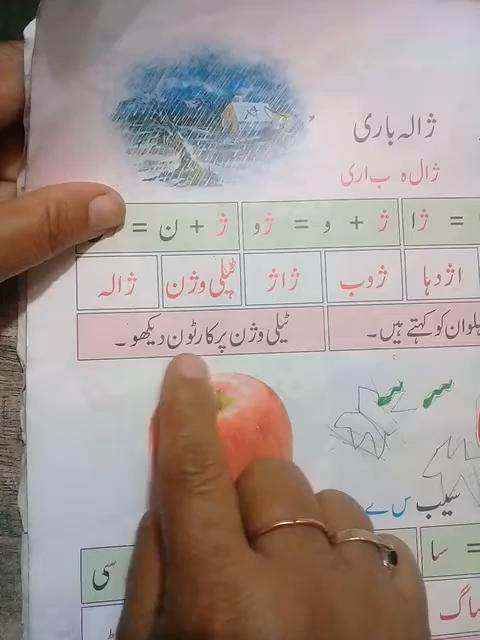 ژالہ باری
ژال ہ ب اری
= ژا ژ + و = ژو ژ + ن =
اژدہا ژوب ژاژ ٹیلی وژن ژالہ
پہلوان کو کہتے ہیں۔ ٹیلی وژن پر کارٹون دیکھو۔
سیب س ے
= سا سی
ساگ